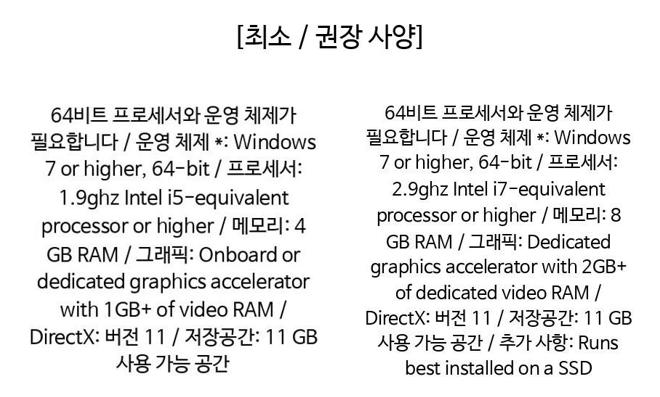 [최소 / 권장 사양]
64비트 프로세서와 운영 체제가
필요합니다 / 운영 체제 *: Windows
7 or higher, 64-bit / 프로세서:
1.9ghz Intel i5-equivalent
processor or higher / 메모리: 4
GB RAM / 그래픽: Onboard or
dedicated graphics accelerator
with 1GB+ of video RAM /
DirectX: 버전 11 / 저장공간: 11 GB
사용 가능 공간
64비트 프로세서와 운영 체제가
필요합니다 / 운영 체제 *: Windows
7 or higher, 64-bit / 프로세서:
2.9ghz Intel i7-equivalent
processor or higher / 메모리: 8
GB RAM / 그래픽: Dedicated
graphics accelerator with 2GB+
of dedicated video RAM /
DirectX: 버전 11 / 저장공간: 11 GB
사용 가능 공간 / 추가 사항: Runs
best installed on a SSD